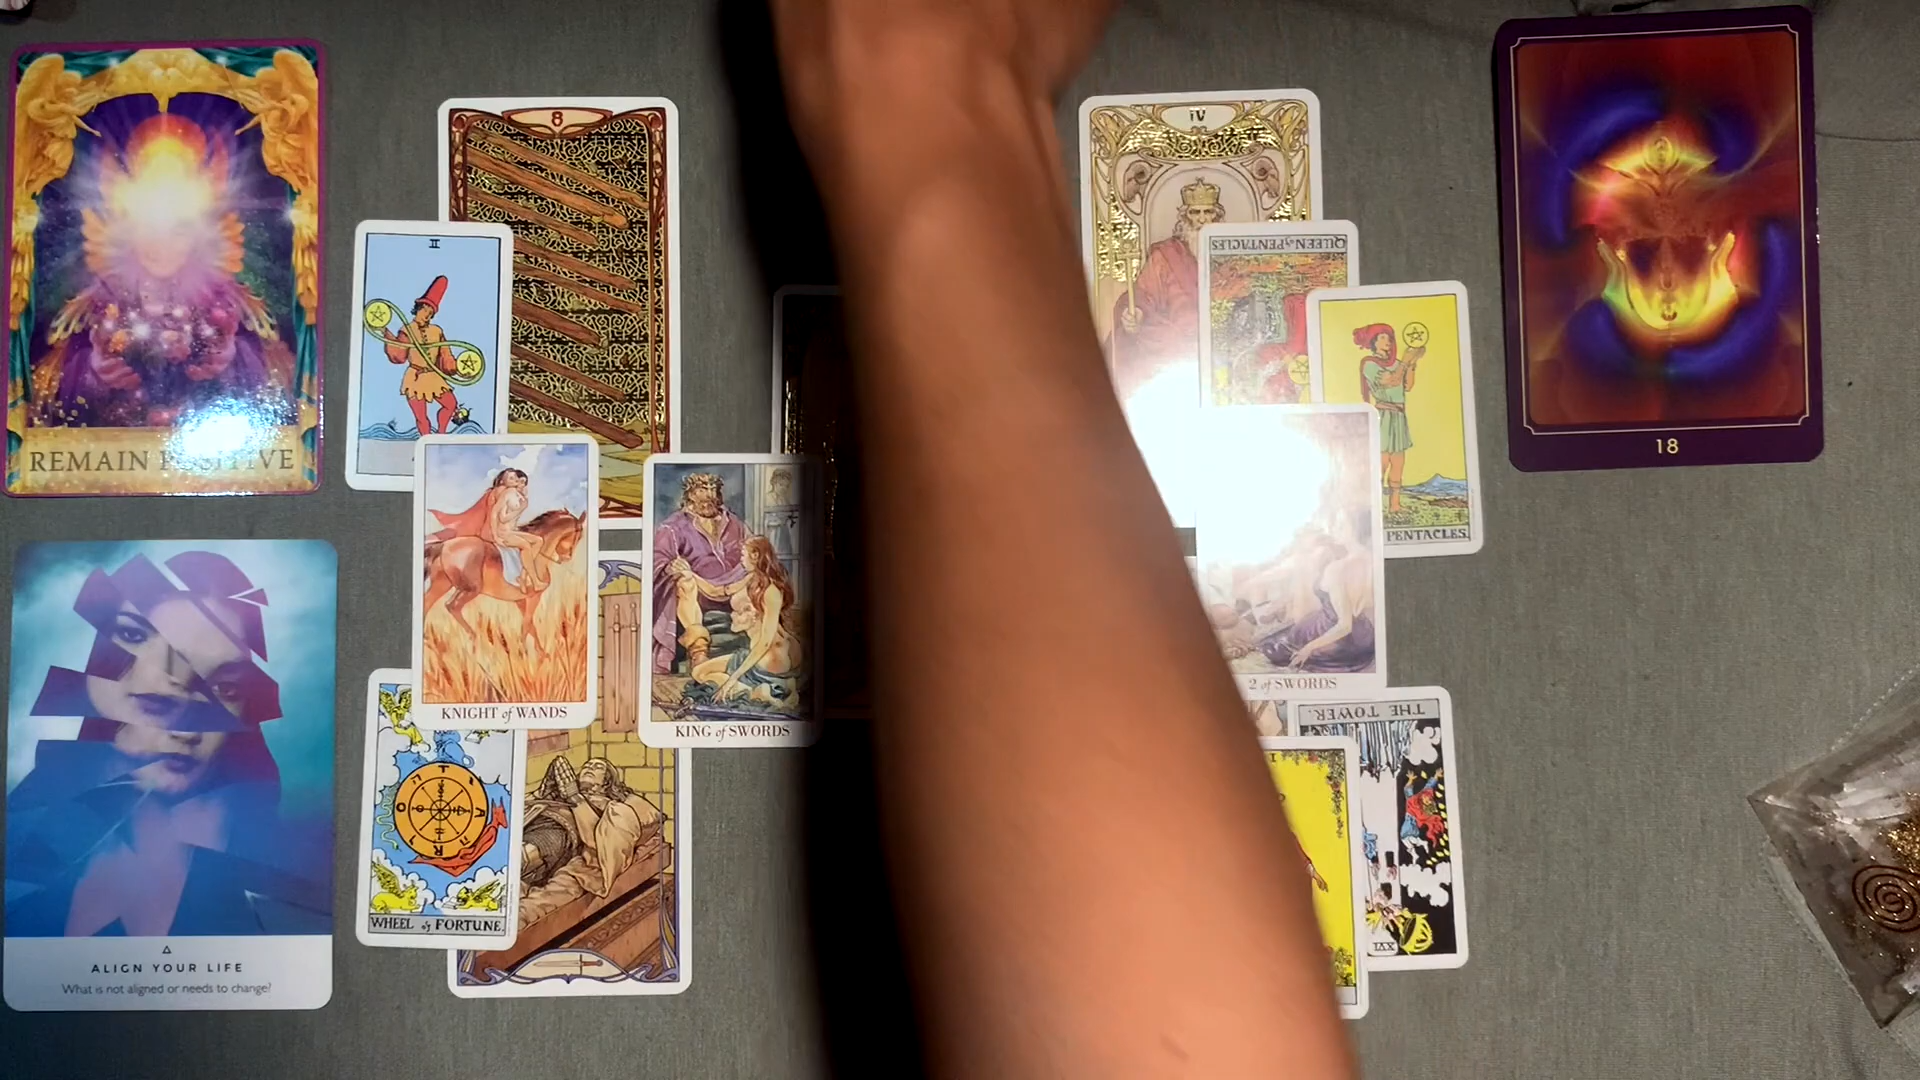 REMAIN POSITIVE
8
II
IV
QUEEN of PENTACLES
PENTACLES.
18
KNIGHT of WANDS
KING of SWORDS
2 of SWORDS
THE TOWER.
XVI
I
WHEEL of FORTUNE.
ALIGN YOUR LIFE
What is not aligned or needs to change?